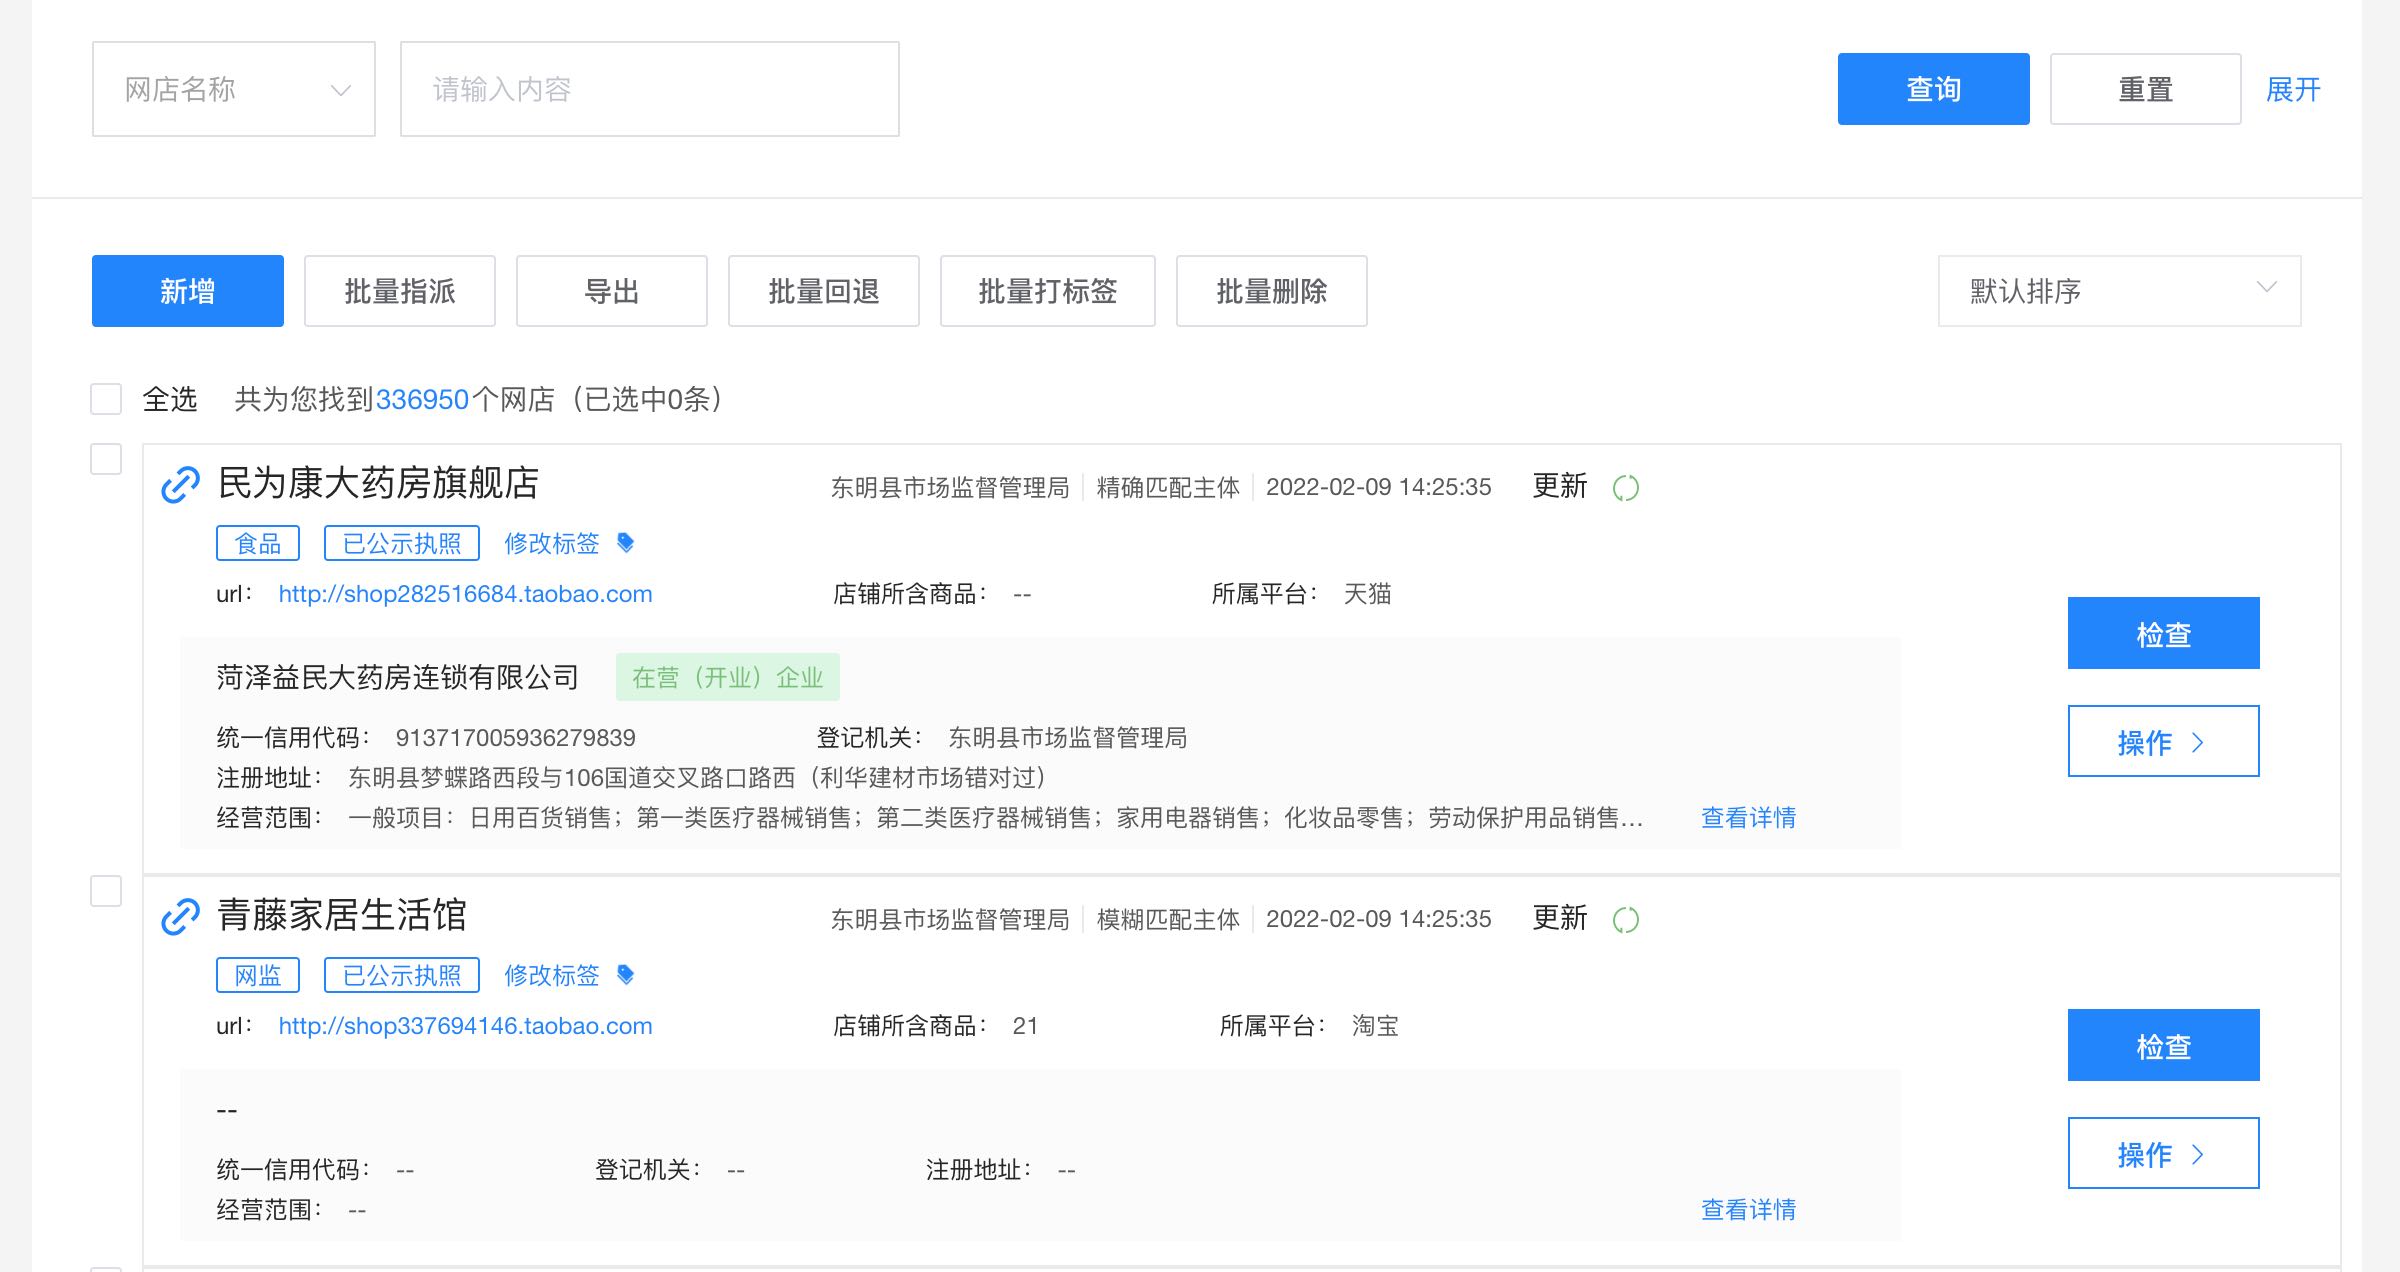 网店名称 请输入内容 查询 重置 展开
新增 批量指派 导出 批量回退 批量打标签 批量删除 默认排序
全选 共为您找到336950个网店（已选中0条）
民为康大药房旗舰店 东明县市场监督管理局 精确匹配主体 2022-02-09 14:25:35 更新
食品 已公示执照 修改标签
url： http://shop282516684.taobao.com 店铺所含商品： -- 所属平台： 天猫
检查
菏泽益民大药房连锁有限公司 在营（开业）企业
统一信用代码： 913717005936279839 登记机关： 东明县市场监督管理局
操作
注册地址： 东明县梦蝶路西段与106国道交叉路口路西（利华建材市场错对过）
经营范围： 一般项目：日用百货销售；第一类医疗器械销售；第二类医疗器械销售；家用电器销售；化妆品零售；劳动保护用品销售... 查看详情
青藤家居生活馆 东明县市场监督管理局 模糊匹配主体 2022-02-09 14:25:35 更新
网监 已公示执照 修改标签
url： http://shop337694146.taobao.com 店铺所含商品： 21 所属平台： 淘宝
检查
--
统一信用代码： -- 登记机关： -- 注册地址： --
操作
经营范围： -- 查看详情